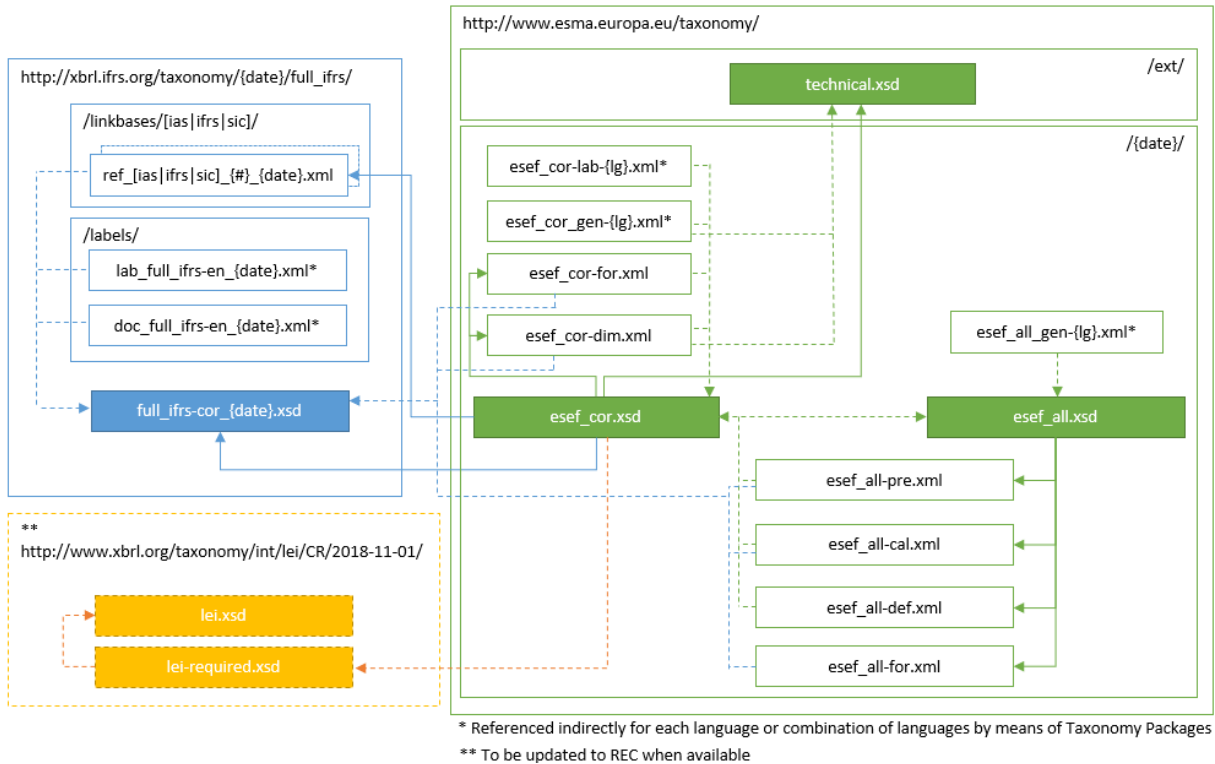 http://www.esma.europa.eu/taxonomy/
/ext/
technical.xsd
http://xbrl.ifrs.org/taxonomy/{date}/full_ifrs/
/linkbases/[ias|ifrs|sic]/
ref_[ias|ifrs|sic]_{#}_{date}.xml
/labels/
lab_full_ifrs-en_{date}.xml*
doc_full_ifrs-en_{date}.xml*
full_ifrs-cor_{date}.xsd
/{date}/
esef_cor-lab-{lg}.xml*
esef_cor_gen-{lg}.xml*
esef_cor-for.xml
esef_cor-dim.xml
esef_all_gen-{lg}.xml*
esef_cor.xsd
esef_all.xsd
esef_all-pre.xml
esef_all-cal.xml
esef_all-def.xml
esef_all-for.xml
**
http://www.xbrl.org/taxonomy/int/lei/CR/2018-11-01/
lei.xsd
lei-required.xsd
* Referenced indirectly for each language or combination of languages by means of Taxonomy Packages
** To be updated to REC when available